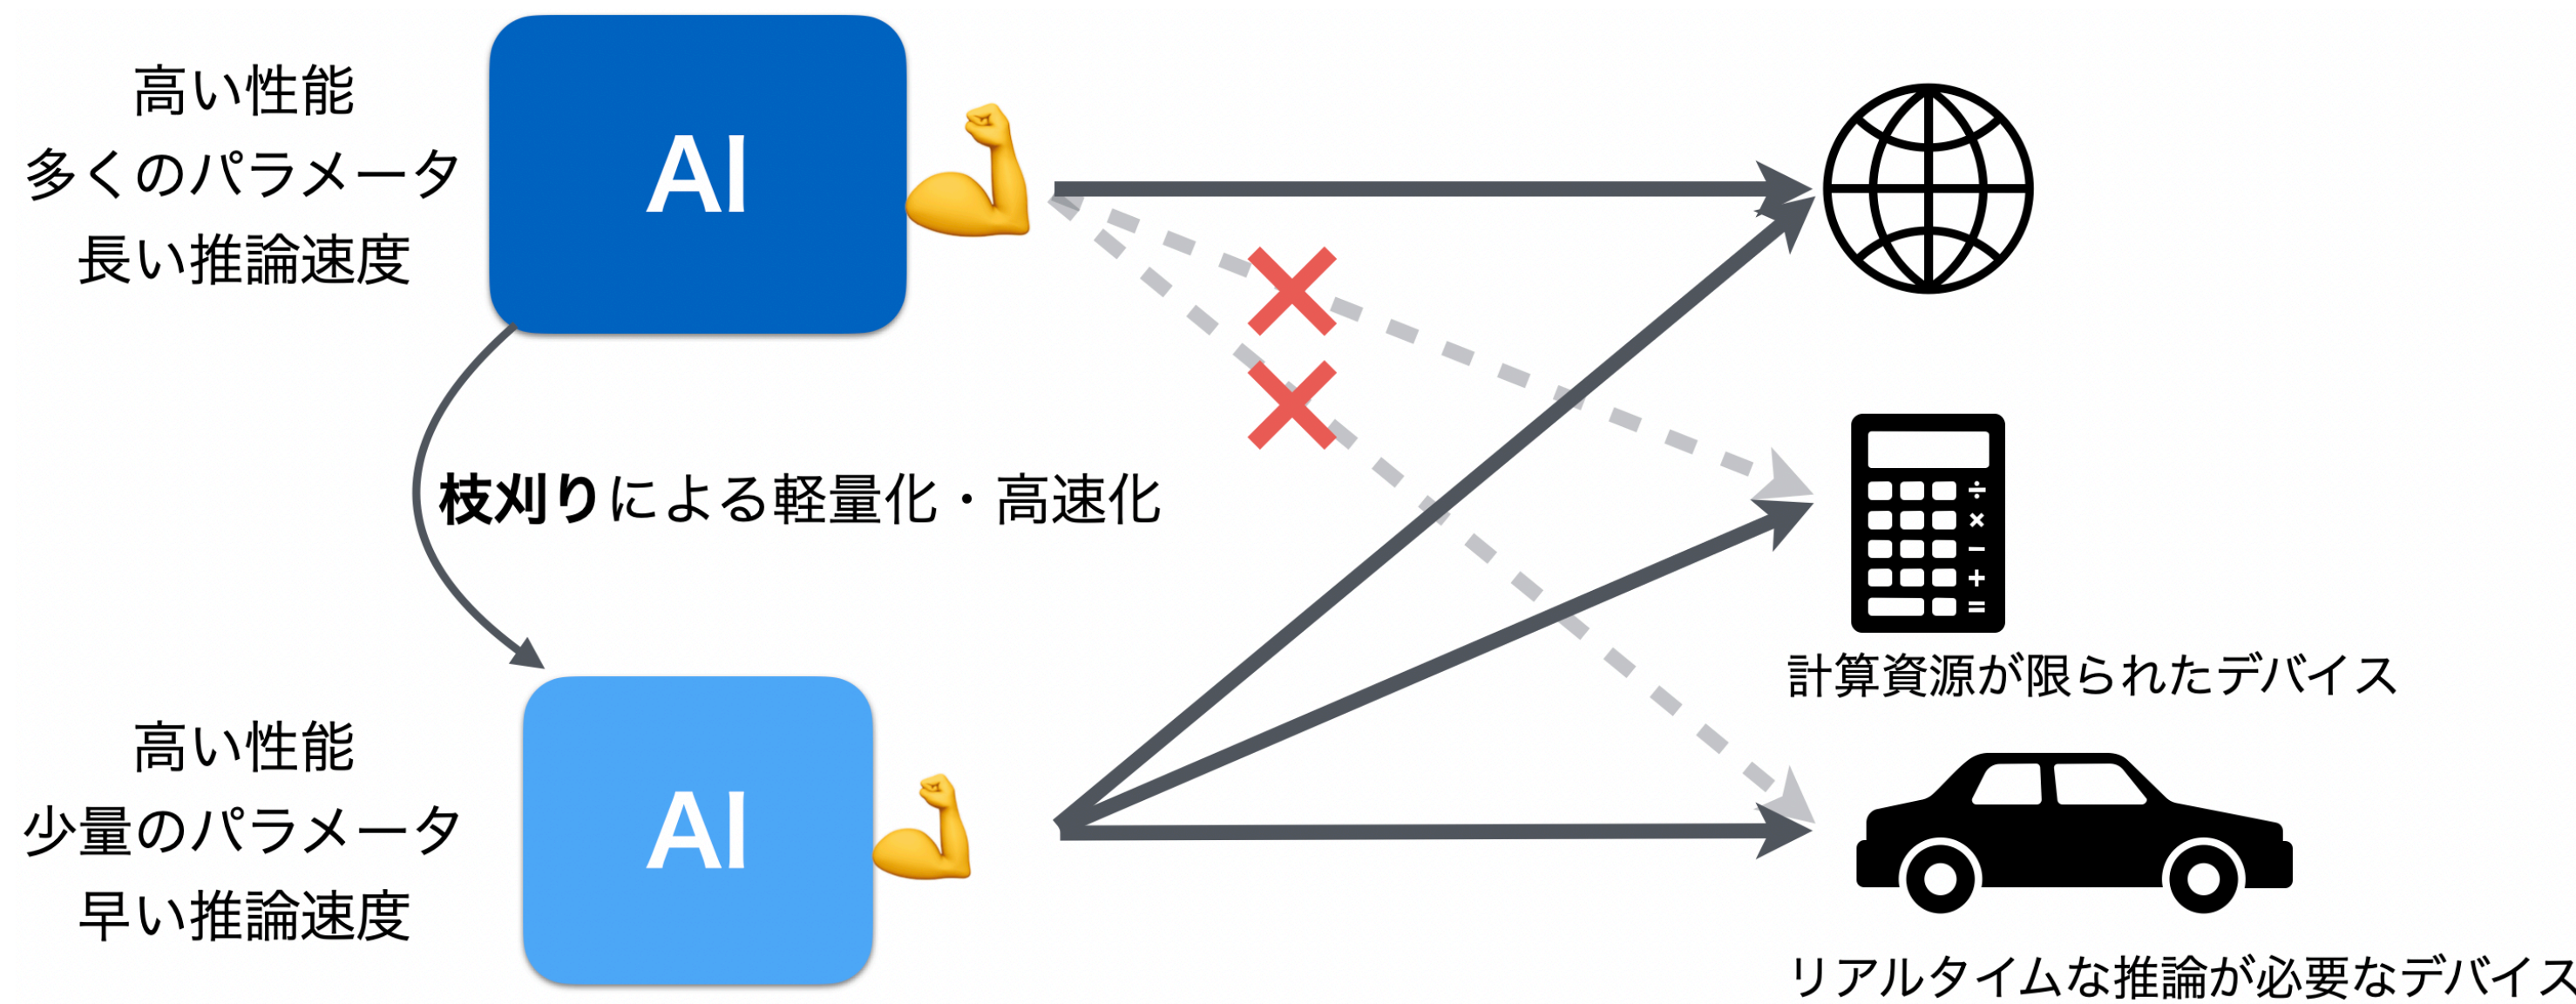 高い性能
多くのパラメータ
長い推論速度
AI
枝刈りによる軽量化・高速化
高い性能
少量のパラメータ
早い推論速度
AI
÷
×
−
+
=
計算資源が限られたデバイス
リアルタイムな推論が必要なデバイス